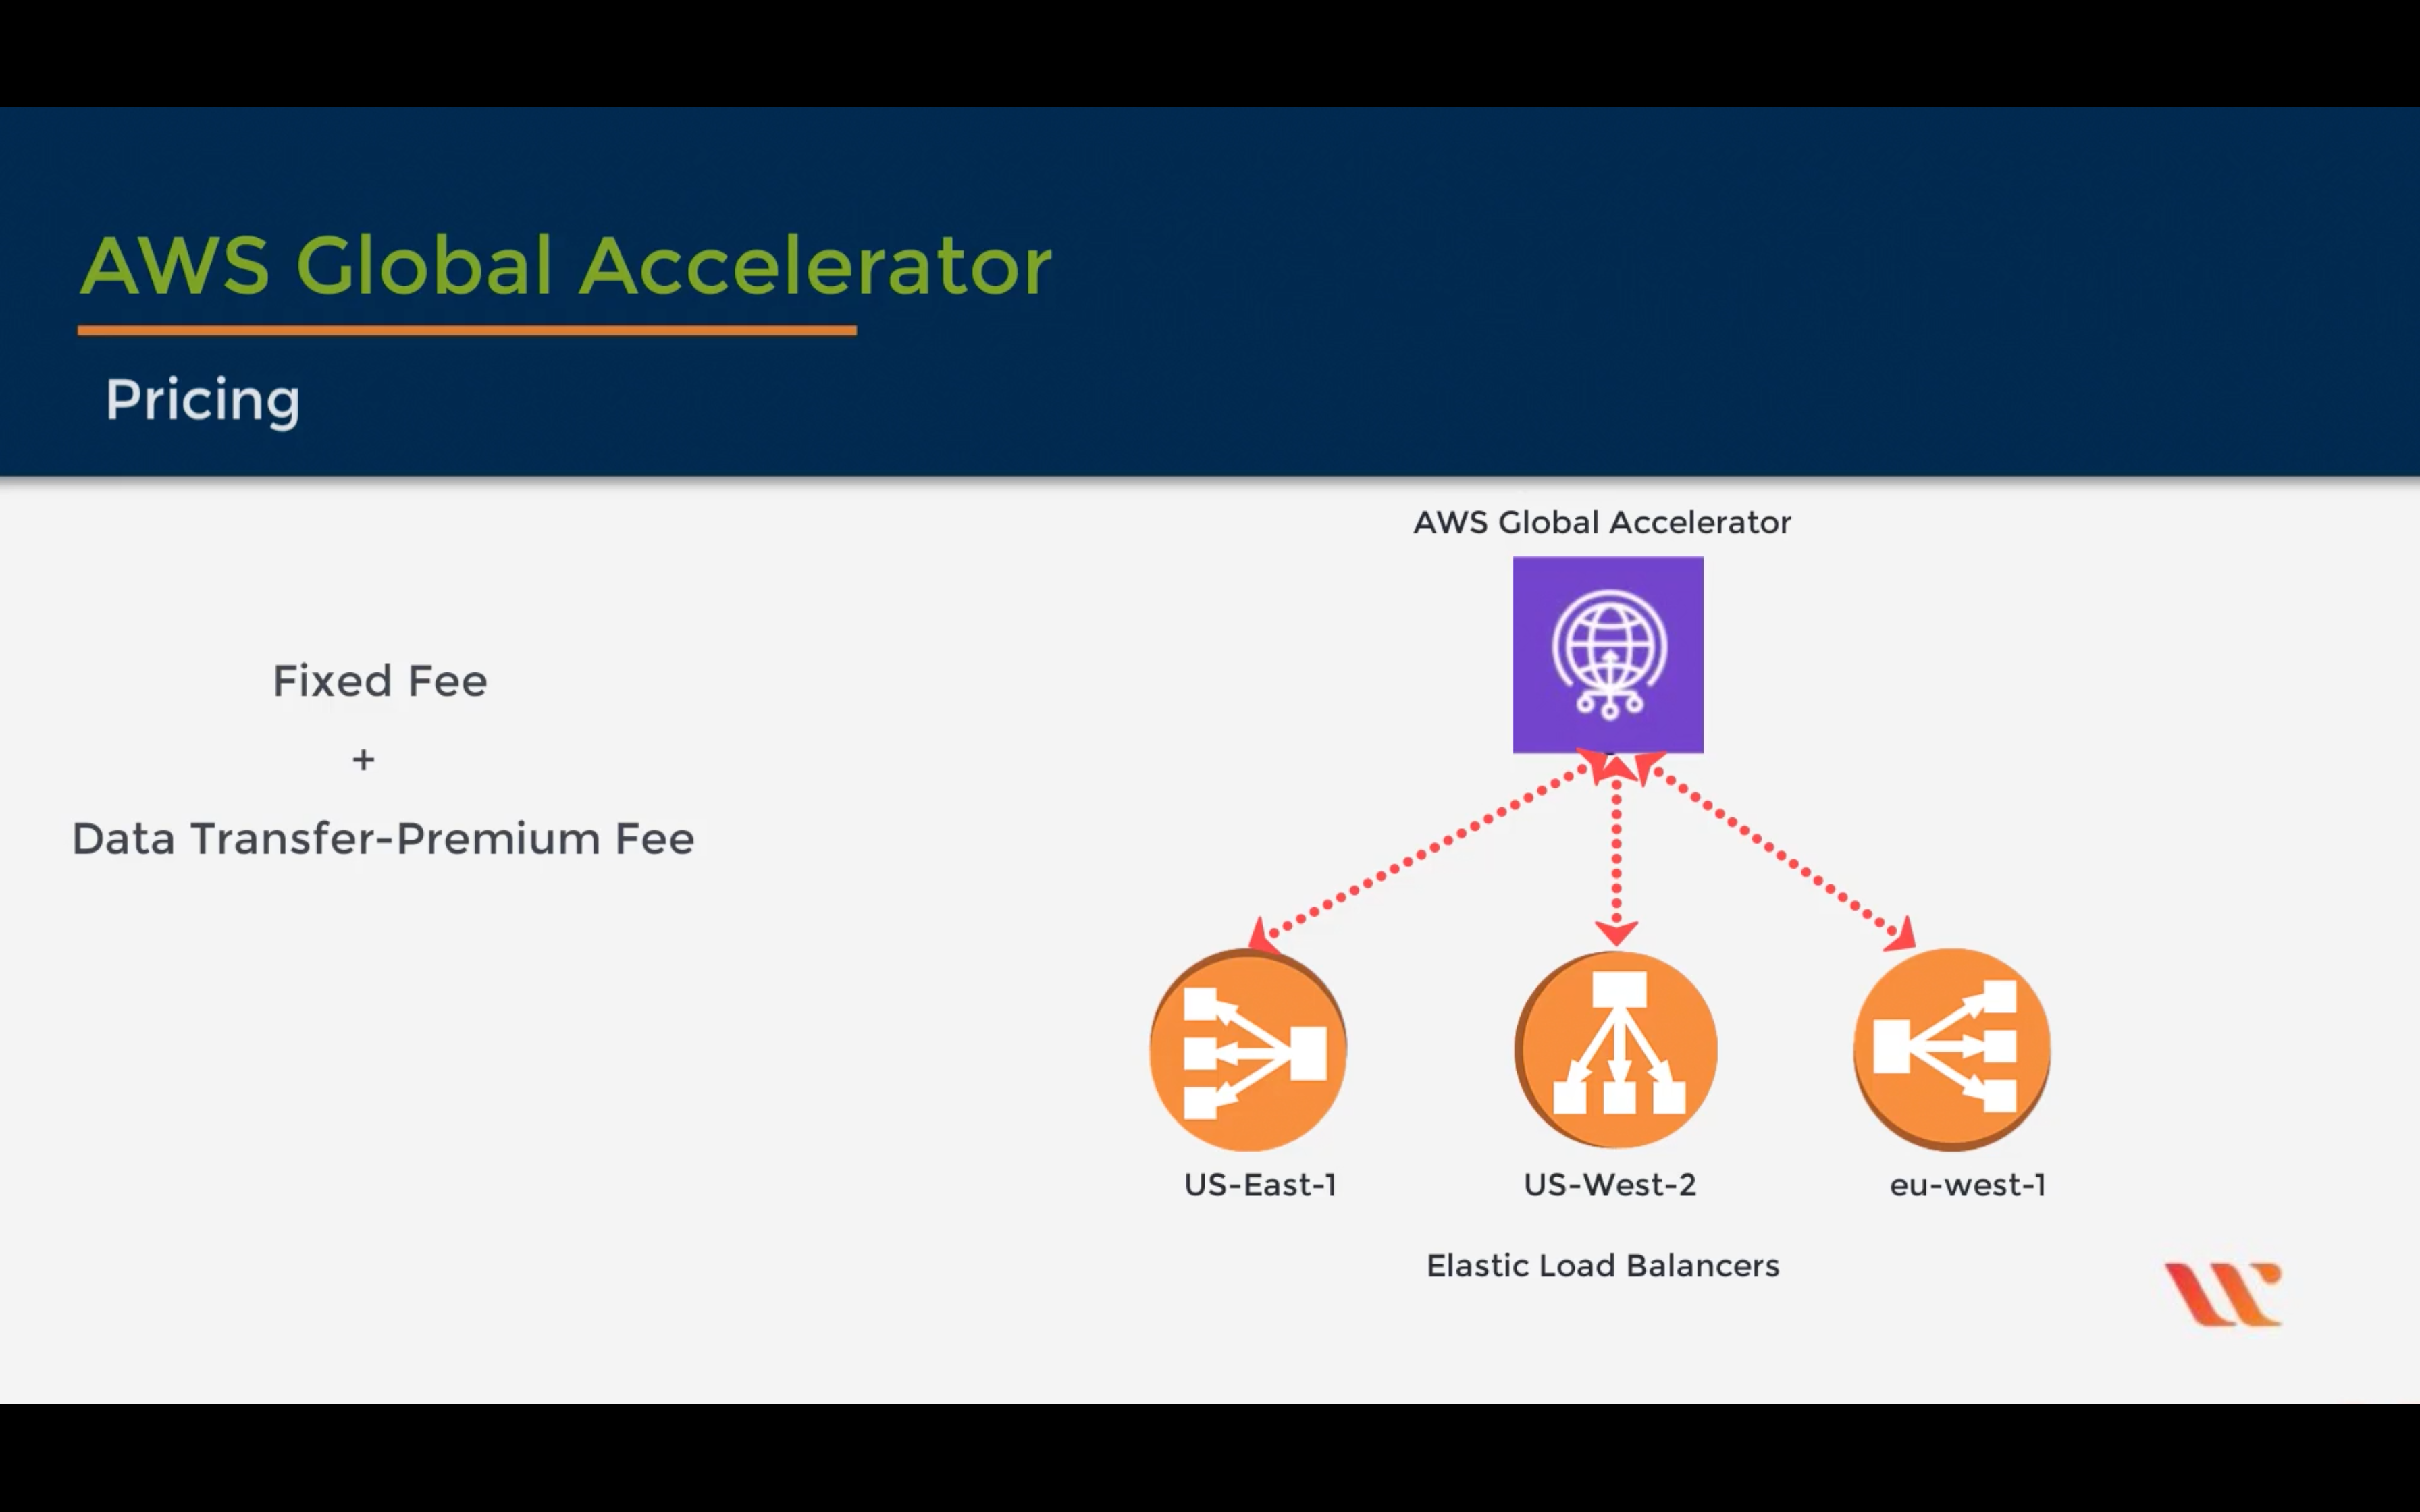 AWS Global Accelerator
Pricing
Fixed Fee
+
Data Transfer-Premium Fee
AWS Global Accelerator
US-East-1
US-West-2
eu-west-1
Elastic Load Balancers